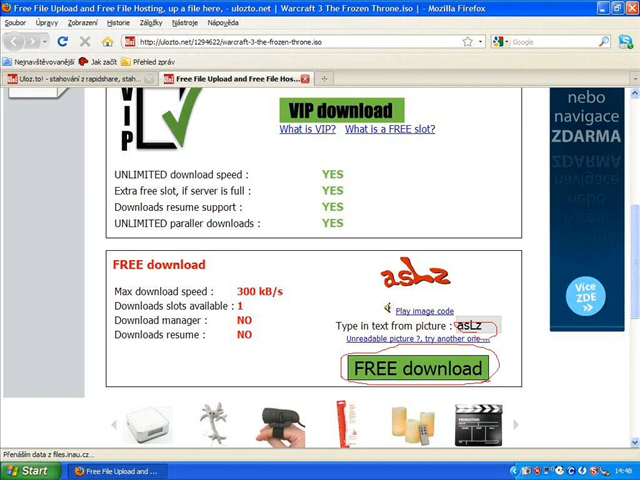 Free File Upload and Free File Hosting, up a file here, - ulozto.net | Warcraft 3 The Frozen Throne.iso | - Mozilla Firefox
Soubor Úpravy Zobrazení Historie Záložky Nástroje Nápověda
http://ulozto.net/1294622/warcraft-3-the-frozen-throne.iso
Google
Nejnavštěvovanější Jak začít Přehled zpráv
Uloz.to! - stahování z rapidshare, stah... Free File Upload and Free File Hos...
VIP
VIP download
What is VIP? What is a FREE slot?
UNLIMITED download speed : YES
Extra free slot, if server is full : YES
Downloads resume support : YES
UNLIMITED paraller downloads : YES
nebo
navigace
ZDARMA
Více
ZDE
>>
FREE download
asLz
Max download speed : 300 kB/s
Downloads slots available : 1
Download manager : NO
Downloads resume : NO
Play image code
Type in text from picture : asLz
Unreadable picture ?, try another one ...
FREE download
Přenáším data z files.inau.cz...
Start
Free File Upload and ...
14:48